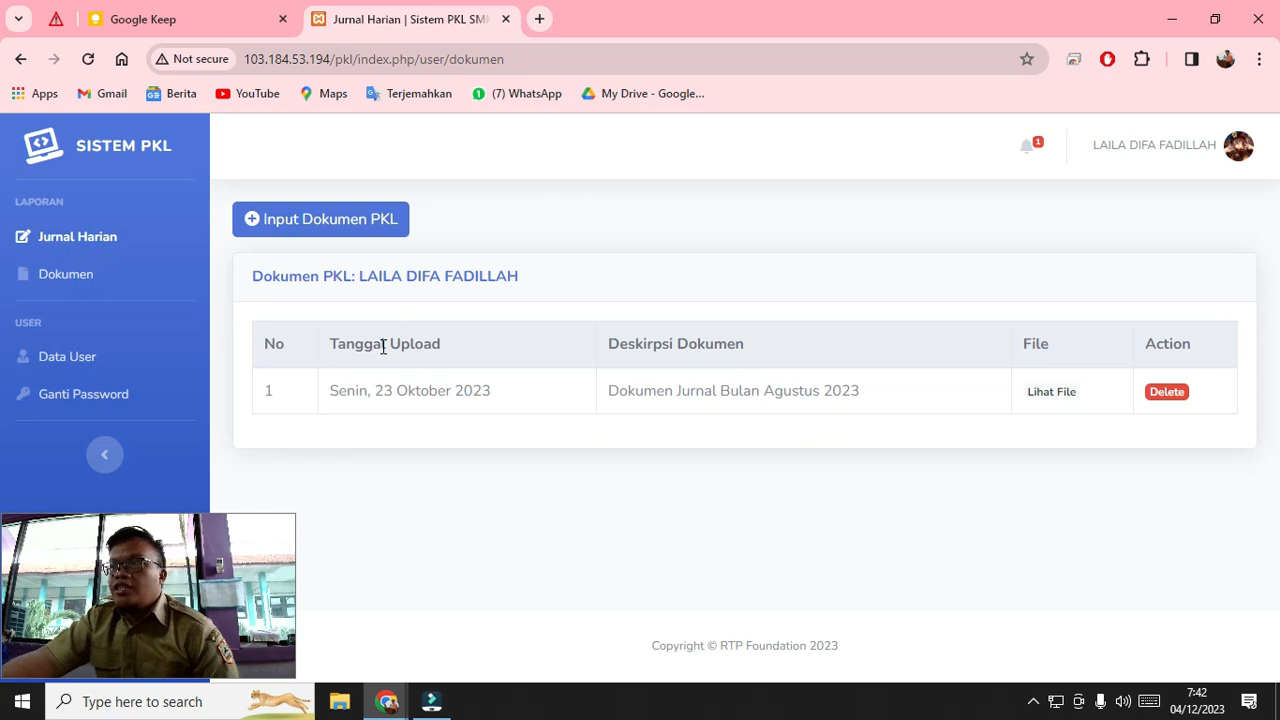 Google Keep
Jurnal Harian | Sistem PKL SM
Not secure
103.184.53.194/pkl/index.php/user/dokumen
Apps
Gmail
Berita
YouTube
Maps
Terjemahkan
1
(7) WhatsApp
My Drive - Google...
SISTEM PKL
1
LAILA DIFA FADILLAH
LAPORAN
Jurnal Harian
Dokumen
USER
Data User
Ganti Password
Input Dokumen PKL
Dokumen PKL: LAILA DIFA FADILLAH
No Tanggal Upload Deskirpsi Dokumen File Action
1 Senin, 23 Oktober 2023 Dokumen Jurnal Bulan Agustus 2023 Lihat File Delete
Copyright © RTP Foundation 2023
Type here to search
7:42
04/12/2023